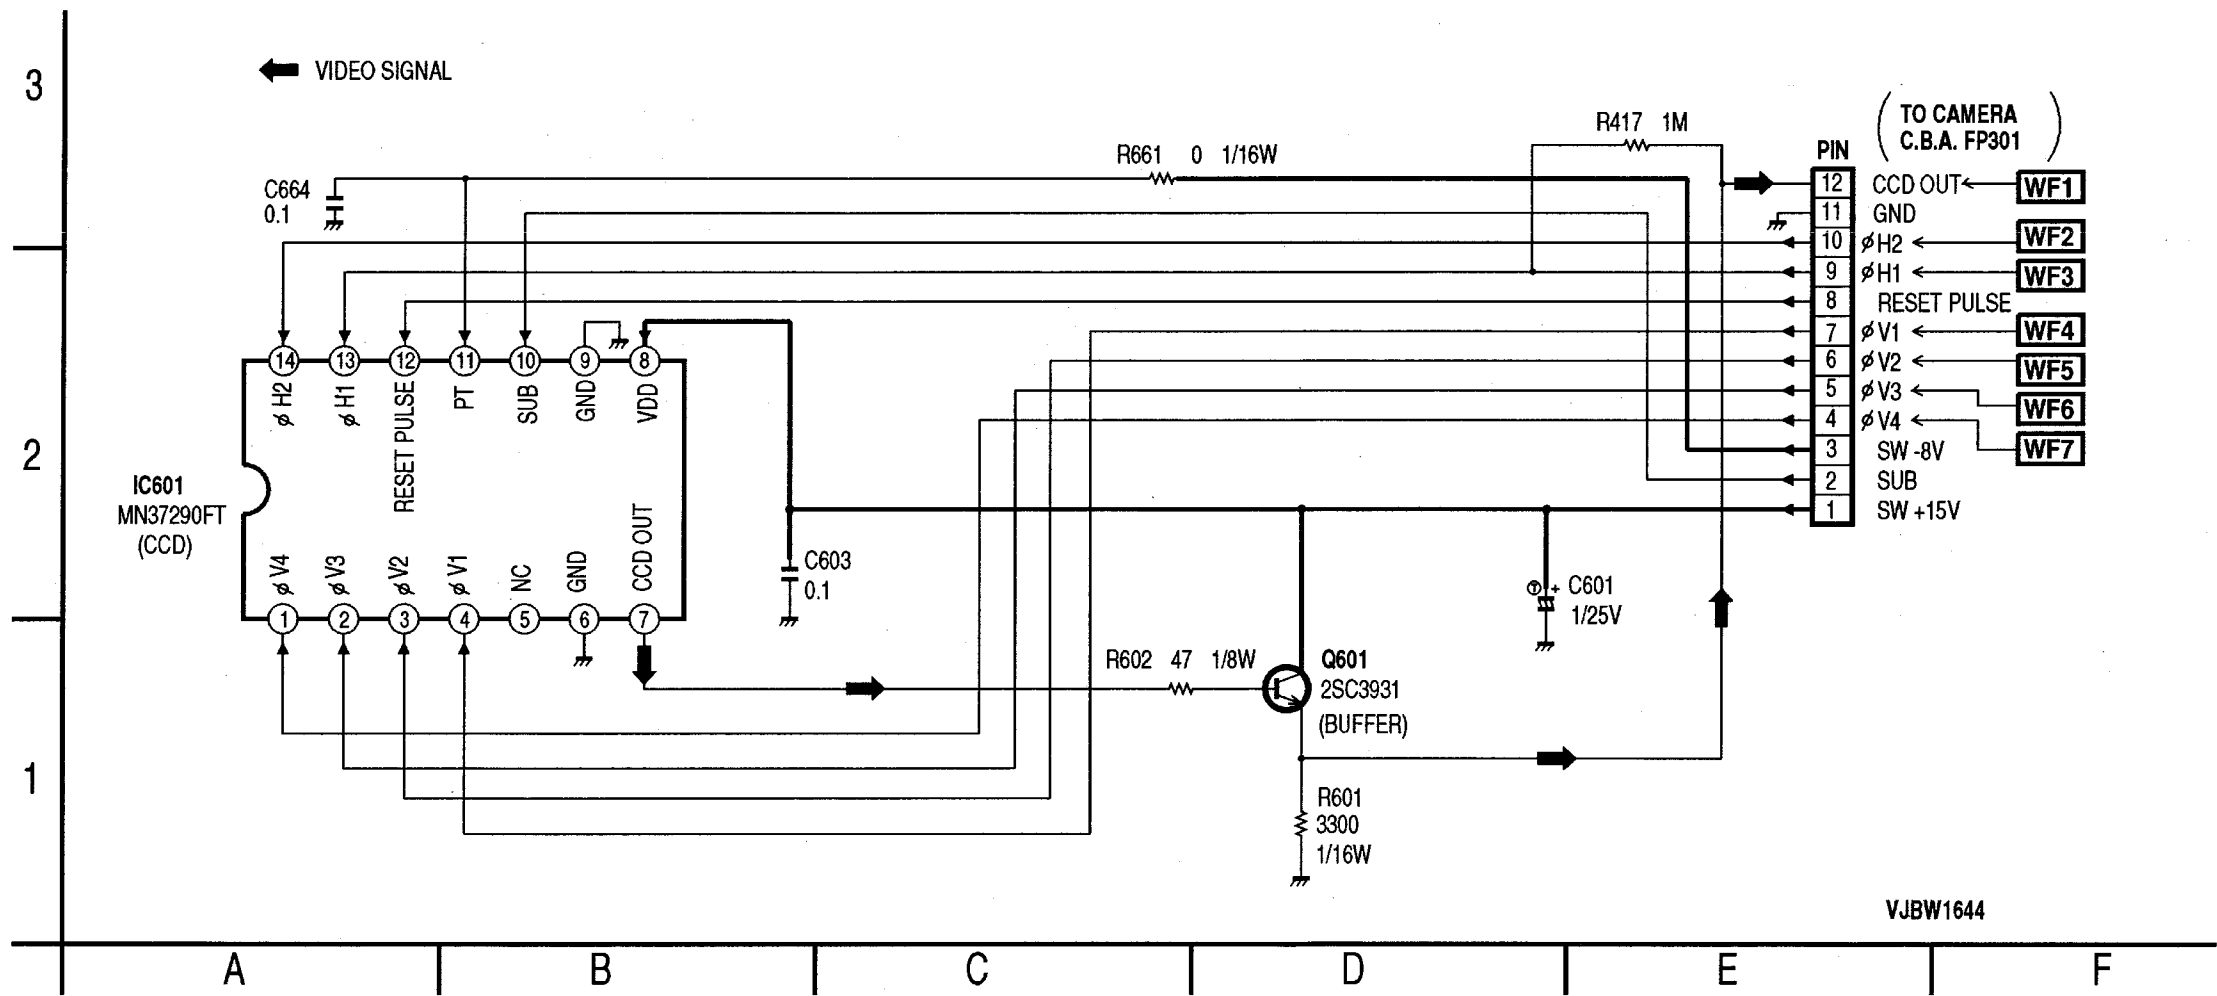 3
VIDEO SIGNAL
TO CAMERA
C.B.A. FP301
R417 1M
PIN
R661 0 1/16W
C664
0.1
12 CCD OUT WF1
11 GND
10 øH2 WF2
9 øH1 WF3
8 RESET PULSE
7 øV1 WF4
6 øV2 WF5
5 øV3 WF6
4 øV4 WF7
3 SW -8V
2 SUB
1 SW +15V
14 13 12 11 10 9 8
øH2
øH1
RESET PULSE
PT
SUB
GND
VDD
2
IC601
MN37290FT
(CCD)
øV4
øV3
øV2
øV1
NC
GND
CCD OUT
1 2 3 4 5 6 7
C603
0.1
T + C601
1/25V
R602 47 1/8W
Q601
2SC3931
(BUFFER)
1
R601
3300
1/16W
VJBW1644
A B C D E F